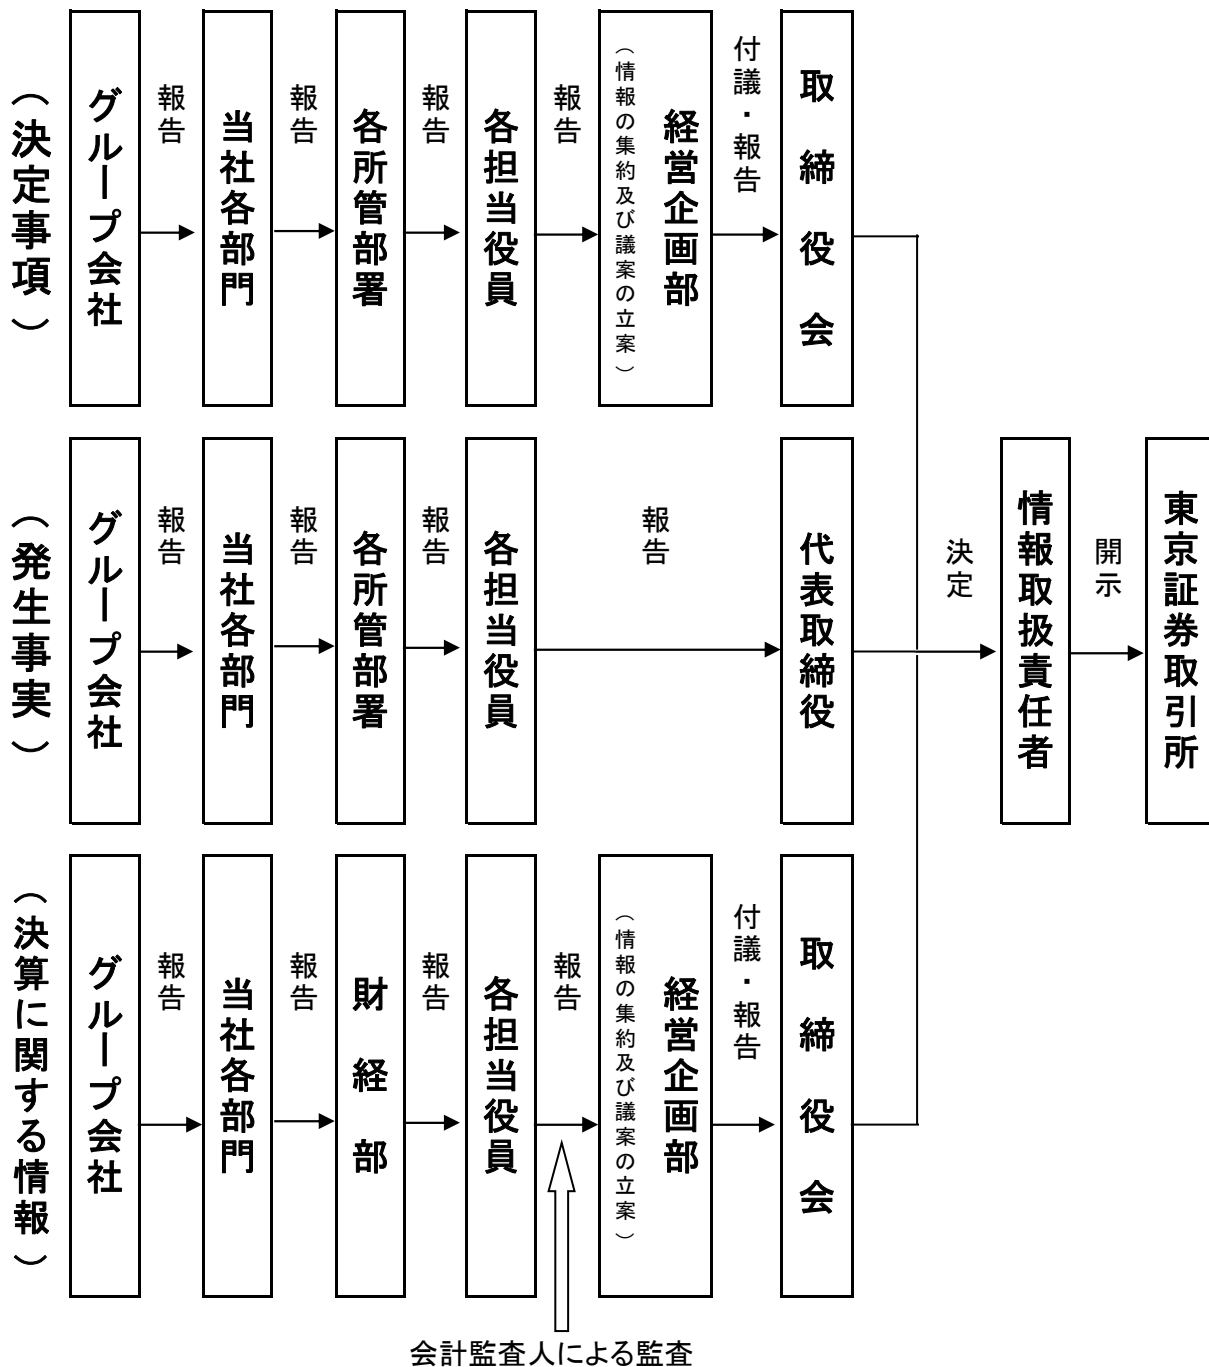 （決定事項）
グループ会社
報告
当社各部門
報告
各所管部署
報告
各担当役員
報告
（情報の集約及び議案の立案）
経営企画部
付議・報告
取締役会
（発生事実）
グループ会社
報告
当社各部門
報告
各所管部署
報告
各担当役員
報告
代表取締役
決定
情報取扱責任者
開示
東京証券取引所
（決算に関する情報）
グループ会社
報告
当社各部門
報告
財経部
報告
各担当役員
報告
（情報の集約及び議案の立案）
経営企画部
付議・報告
取締役会
会計監査人による監査